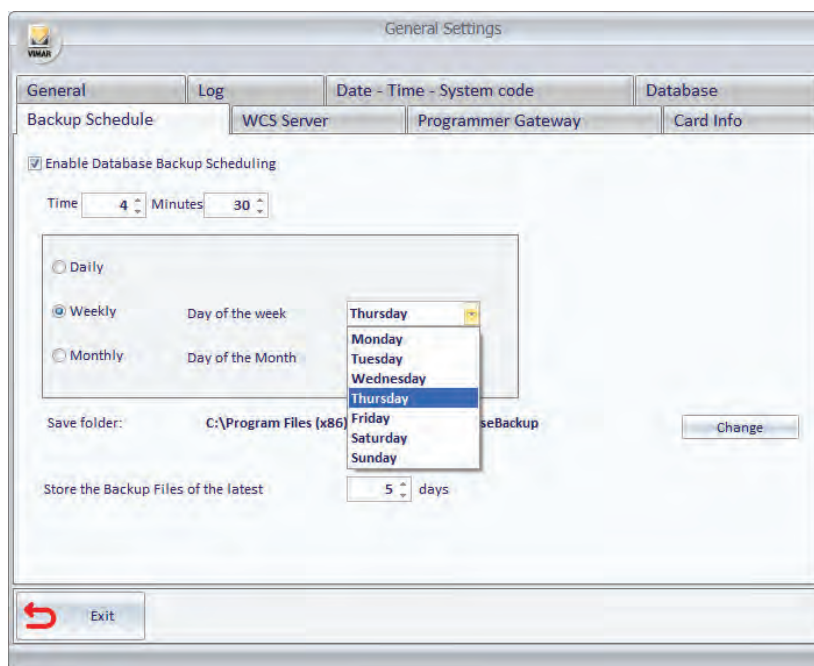 General Settings
VIMAR
General Log Date - Time - System code Database
Backup Schedule WCS Server Programmer Gateway Card Info
Enable Database Backup Scheduling
Time 4 Minutes 30
Daily
Weekly Day of the week Thursday
Monday
Tuesday
Monthly Day of the Month Wednesday
Thursday
Save folder: C:\Program Files (x86) Friday seBackup Change
Saturday
Sunday
Store the Backup Files of the latest 5 days
Exit